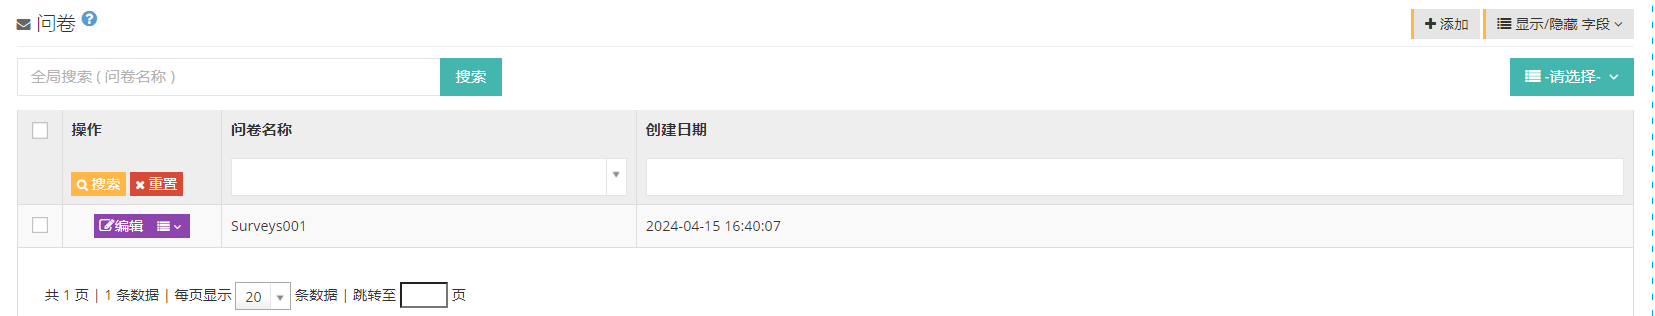 问卷
添加 显示/隐藏 字段
全局搜索 ( 问卷名称 ) 搜索 -请选择-
操作 问卷名称 创建日期
搜索 重置
编辑 Surveys001 2024-04-15 16:40:07
共 1 页 | 1 条数据 | 每页显示 20 条数据 | 跳转至 页